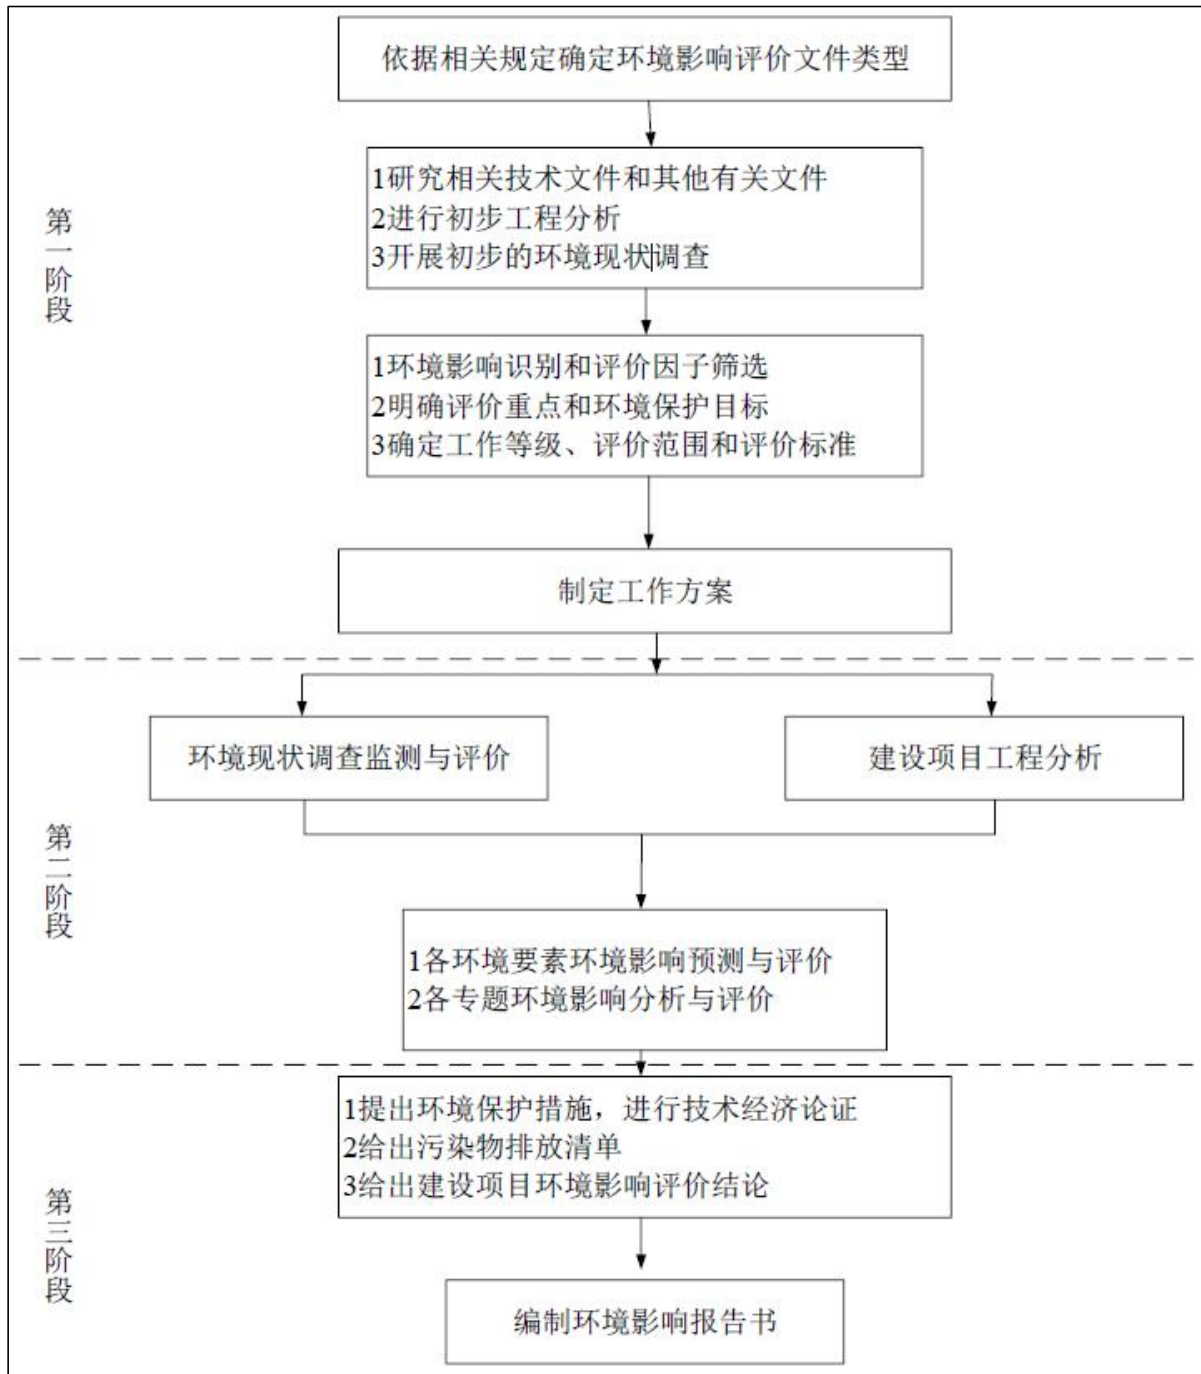 依据相关规定确定环境影响评价文件类型
1研究相关技术文件和其他有关文件
2进行初步工程分析
3开展初步的环境现状调查
第一阶段
1环境影响识别和评价因子筛选
2明确评价重点和环境保护目标
3确定工作等级、评价范围和评价标准
制定工作方案
环境现状调查监测与评价
建设项目工程分析
第二阶段
1各环境要素环境影响预测与评价
2各专题环境影响分析与评价
1提出环境保护措施，进行技术经济论证
2给出污染物排放清单
3给出建设项目环境影响评价结论
第三阶段
编制环境影响报告书